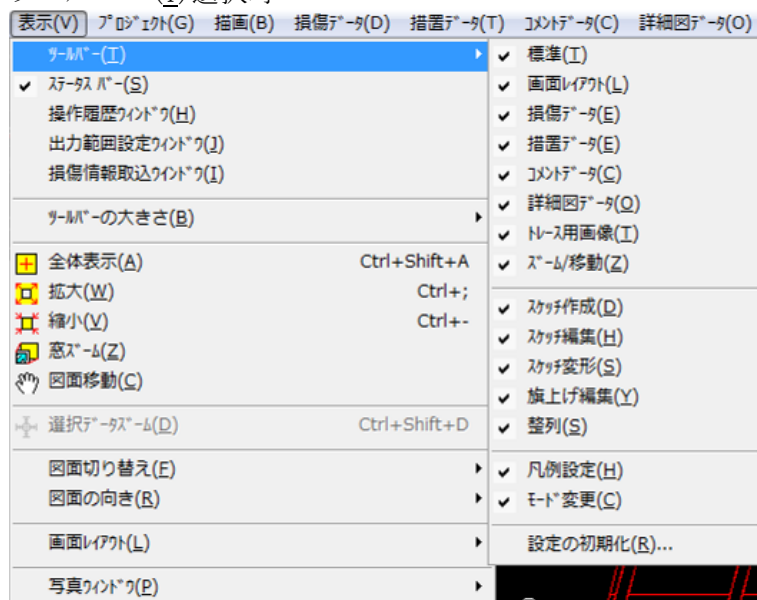 表示(V) ﾌﾟﾛｼﾞｪｸﾄ(G) 描画(B) 損傷ﾃﾞｰﾀ(D) 措置ﾃﾞｰﾀ(T) ｺﾒﾝﾄﾃﾞｰﾀ(C) 詳細図ﾃﾞｰﾀ(O)
ﾂｰﾙﾊﾞｰ(T)
ｽﾃｰﾀｽ ﾊﾞｰ(S)
操作履歴ｳｨﾝﾄﾞｳ(H)
出力範囲設定ｳｨﾝﾄﾞｳ(J)
損傷情報取込ｳｲﾝﾄﾞｳ(I)
ﾂｰﾙﾊﾞｰの大きさ(B)
全体表示(A) Ctrl+Shift+A
拡大(W) Ctrl+;
縮小(V) Ctrl+-
窓ｽﾞｰﾑ(Z)
図面移動(C)
選択ﾃﾞｰﾀｽﾞｰﾑ(D) Ctrl+Shift+D
図面切り替え(F)
図面の向き(R)
画面ﾚｲｱｳﾄ(L)
写真ｳｨﾝﾄﾞｳ(P)
標準(T)
画面ﾚｲｱｳﾄ(L)
損傷ﾃﾞｰﾀ(E)
措置ﾃﾞｰﾀ(E)
ｺﾒﾝﾄﾃﾞｰﾀ(C)
詳細図ﾃﾞｰﾀ(O)
ﾄﾚｰｽ用画像(T)
ｽﾞｰﾑ/移動(Z)
ｽｹｯﾁ作成(D)
ｽｹｯﾁ編集(H)
ｽｹｯﾁ変形(S)
旗上げ編集(Y)
整列(S)
凡例設定(H)
ﾓｰﾄﾞ変更(C)
設定の初期化(R)...